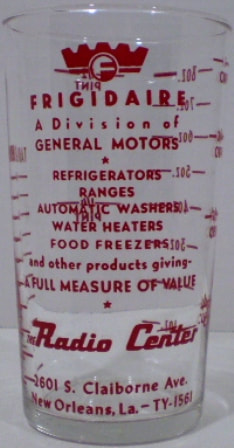 F
FRIGIDAIRE
A Division of
GENERAL MOTORS
REFRIGERATORS
RANGES
AUTOMATIC WASHERS
WATER HEATERS
FOOD FREEZERS
and other products giving-
A FULL MEASURE OF VALUE
THE Radio Center
2601 S. Claiborne Ave.
New Orleans, La. — TY-1561